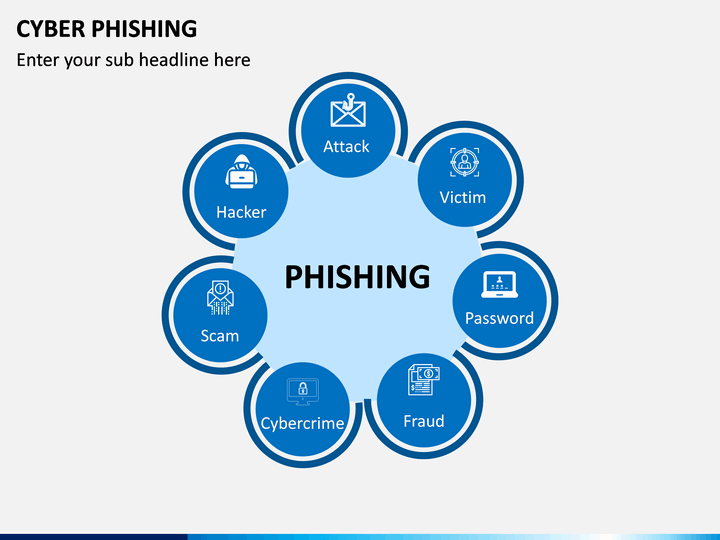 CYBER PHISHING
Enter your sub headline here
Attack
Victim
Hacker
PHISHING
Password
Scam
Cybercrime
Fraud